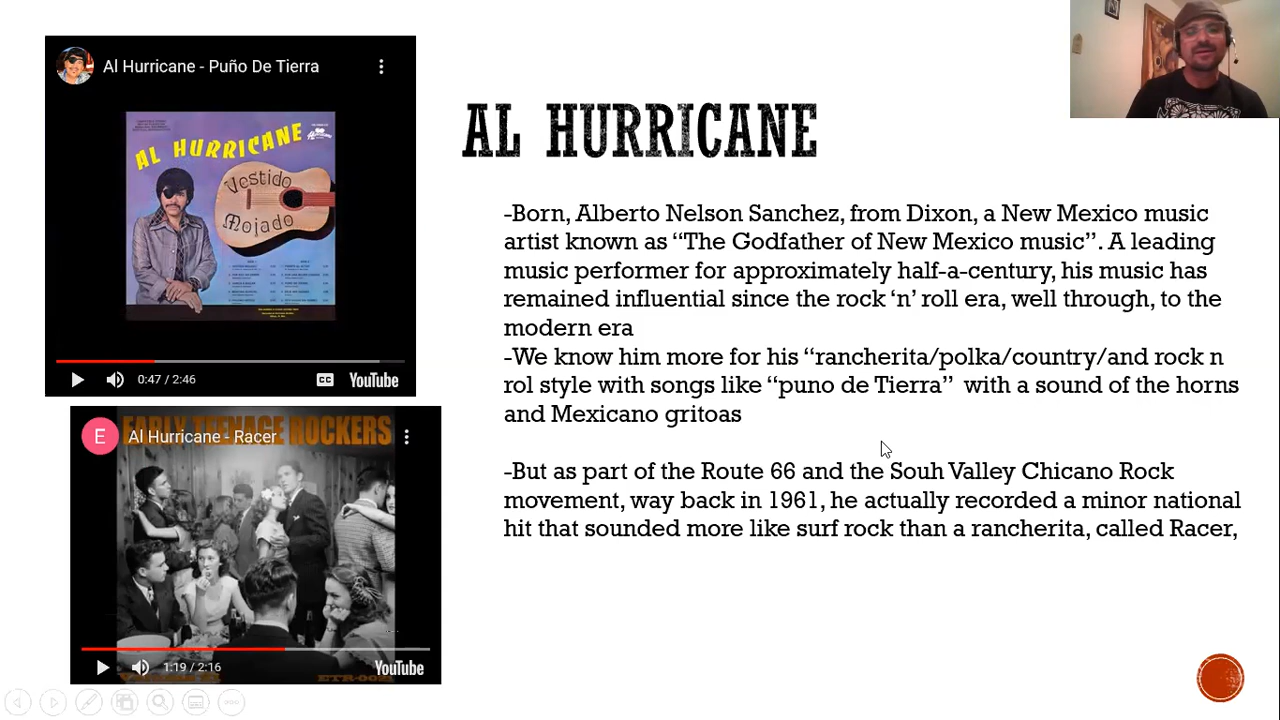 Al Hurricane - Puño De Tierra
AL HURRICANE
Vestido
Mojado
0:47 / 2:46
CC
YouTube
EARLY TEENAGE ROCKERS
E
Al Hurricane - Racer
1:19 / 2:16
YouTube
AL HURRICANE
-Born, Alberto Nelson Sanchez, from Dixon, a New Mexico music
artist known as “The Godfather of New Mexico music”. A leading
music performer for approximately half-a-century, his music has
remained influential since the rock ‘n’ roll era, well through, to the
modern era
-We know him more for his “rancherita/polka/country/and rock n
rol style with songs like “puno de Tierra”  with a sound of the horns
and Mexicano gritoas
-But as part of the Route 66 and the Souh Valley Chicano Rock
movement, way back in 1961, he actually recorded a minor national
hit that sounded more like surf rock than a rancherita, called Racer,